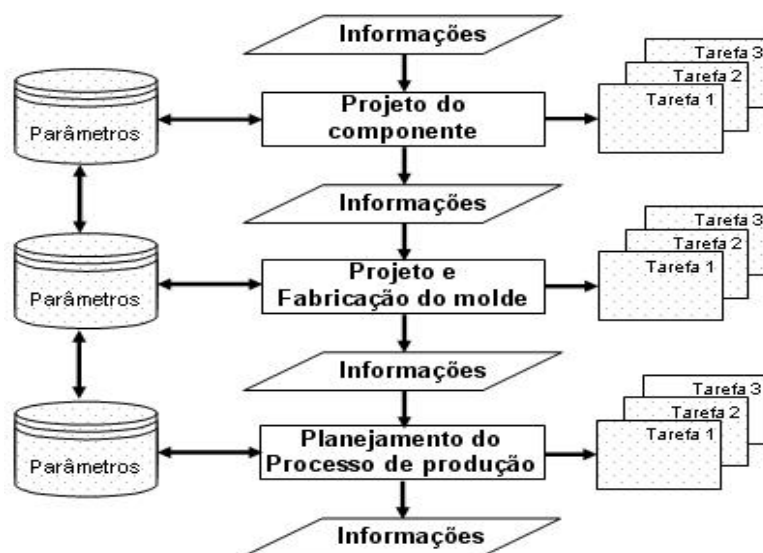 Informações
Tarefa 3
Tarefa 2
Tarefa 1
Parâmetros
Projeto do
componente
Informações
Tarefa 3
Tarefa 2
Tarefa 1
Parâmetros
Projeto e
Fabricação do molde
Informações
Tarefa 3
Tarefa 2
Tarefa 1
Parâmetros
Planejamento do
Processo de produção
Informações